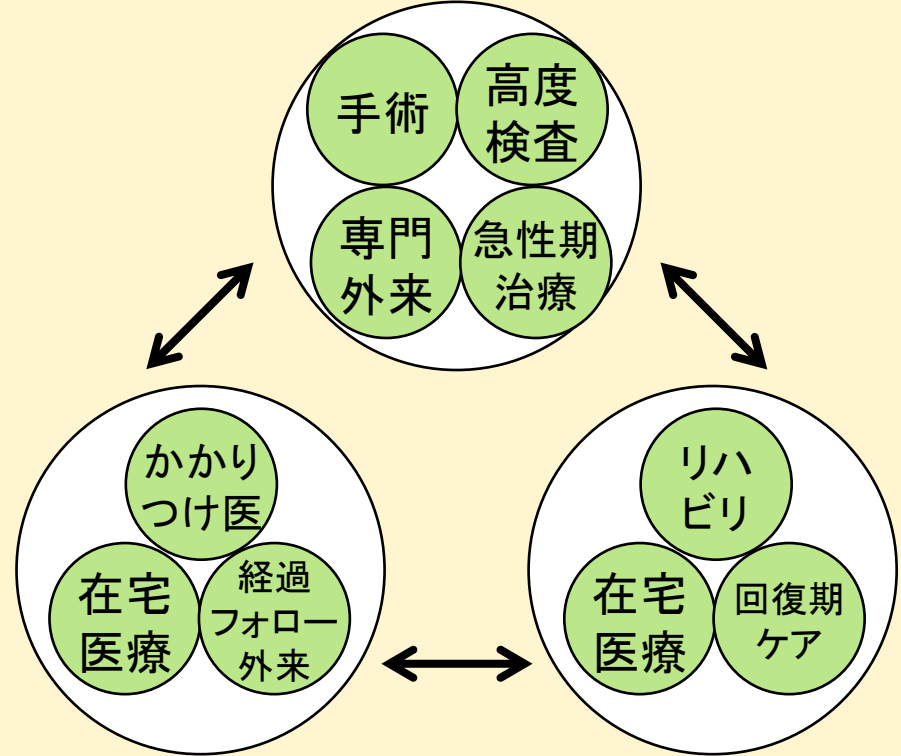 手術
高度
検査
専門
外来
急性期
治療
かかり
つけ医
在宅
医療
経過
フォロー
外来
リハ
ビリ
在宅
医療
回復期
ケア